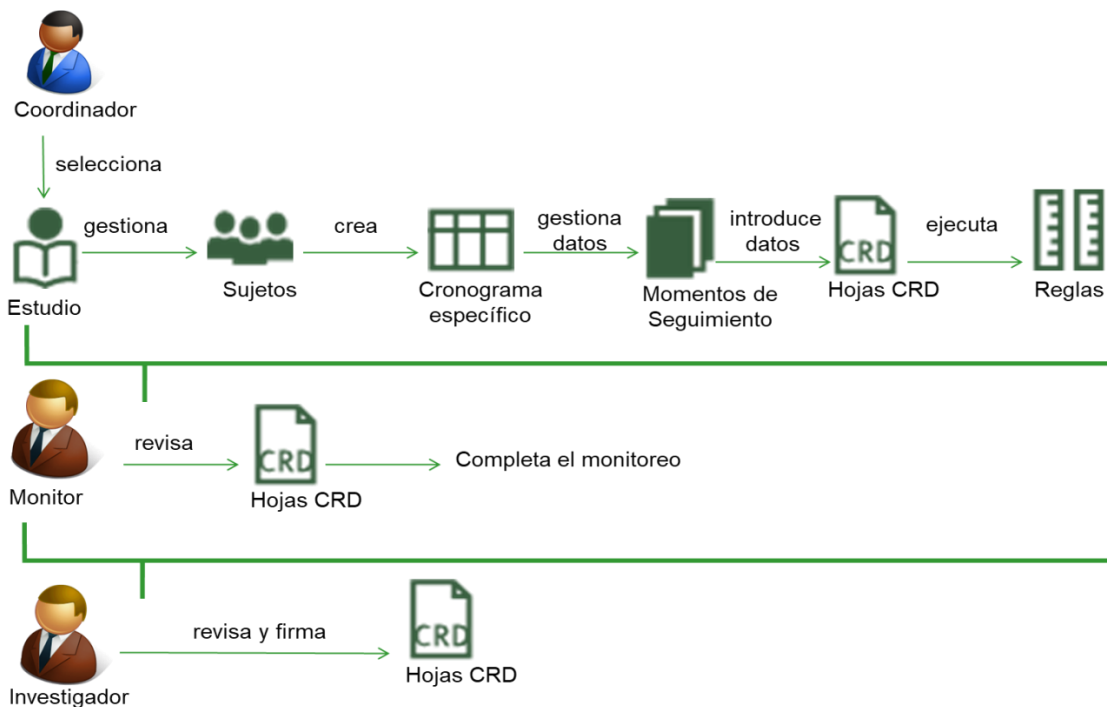 Coordinador
selecciona
gestiona
crea
gestiona
datos
introduce
datos
ejecuta
CRD
Estudio
Sujetos
Cronograma
específico
Momentos de
Seguimiento
Hojas CRD
Reglas
revisa
CRD
Completa el monitoreo
Monitor
Hojas CRD
revisa y firma
CRD
Hojas CRD
Investigador